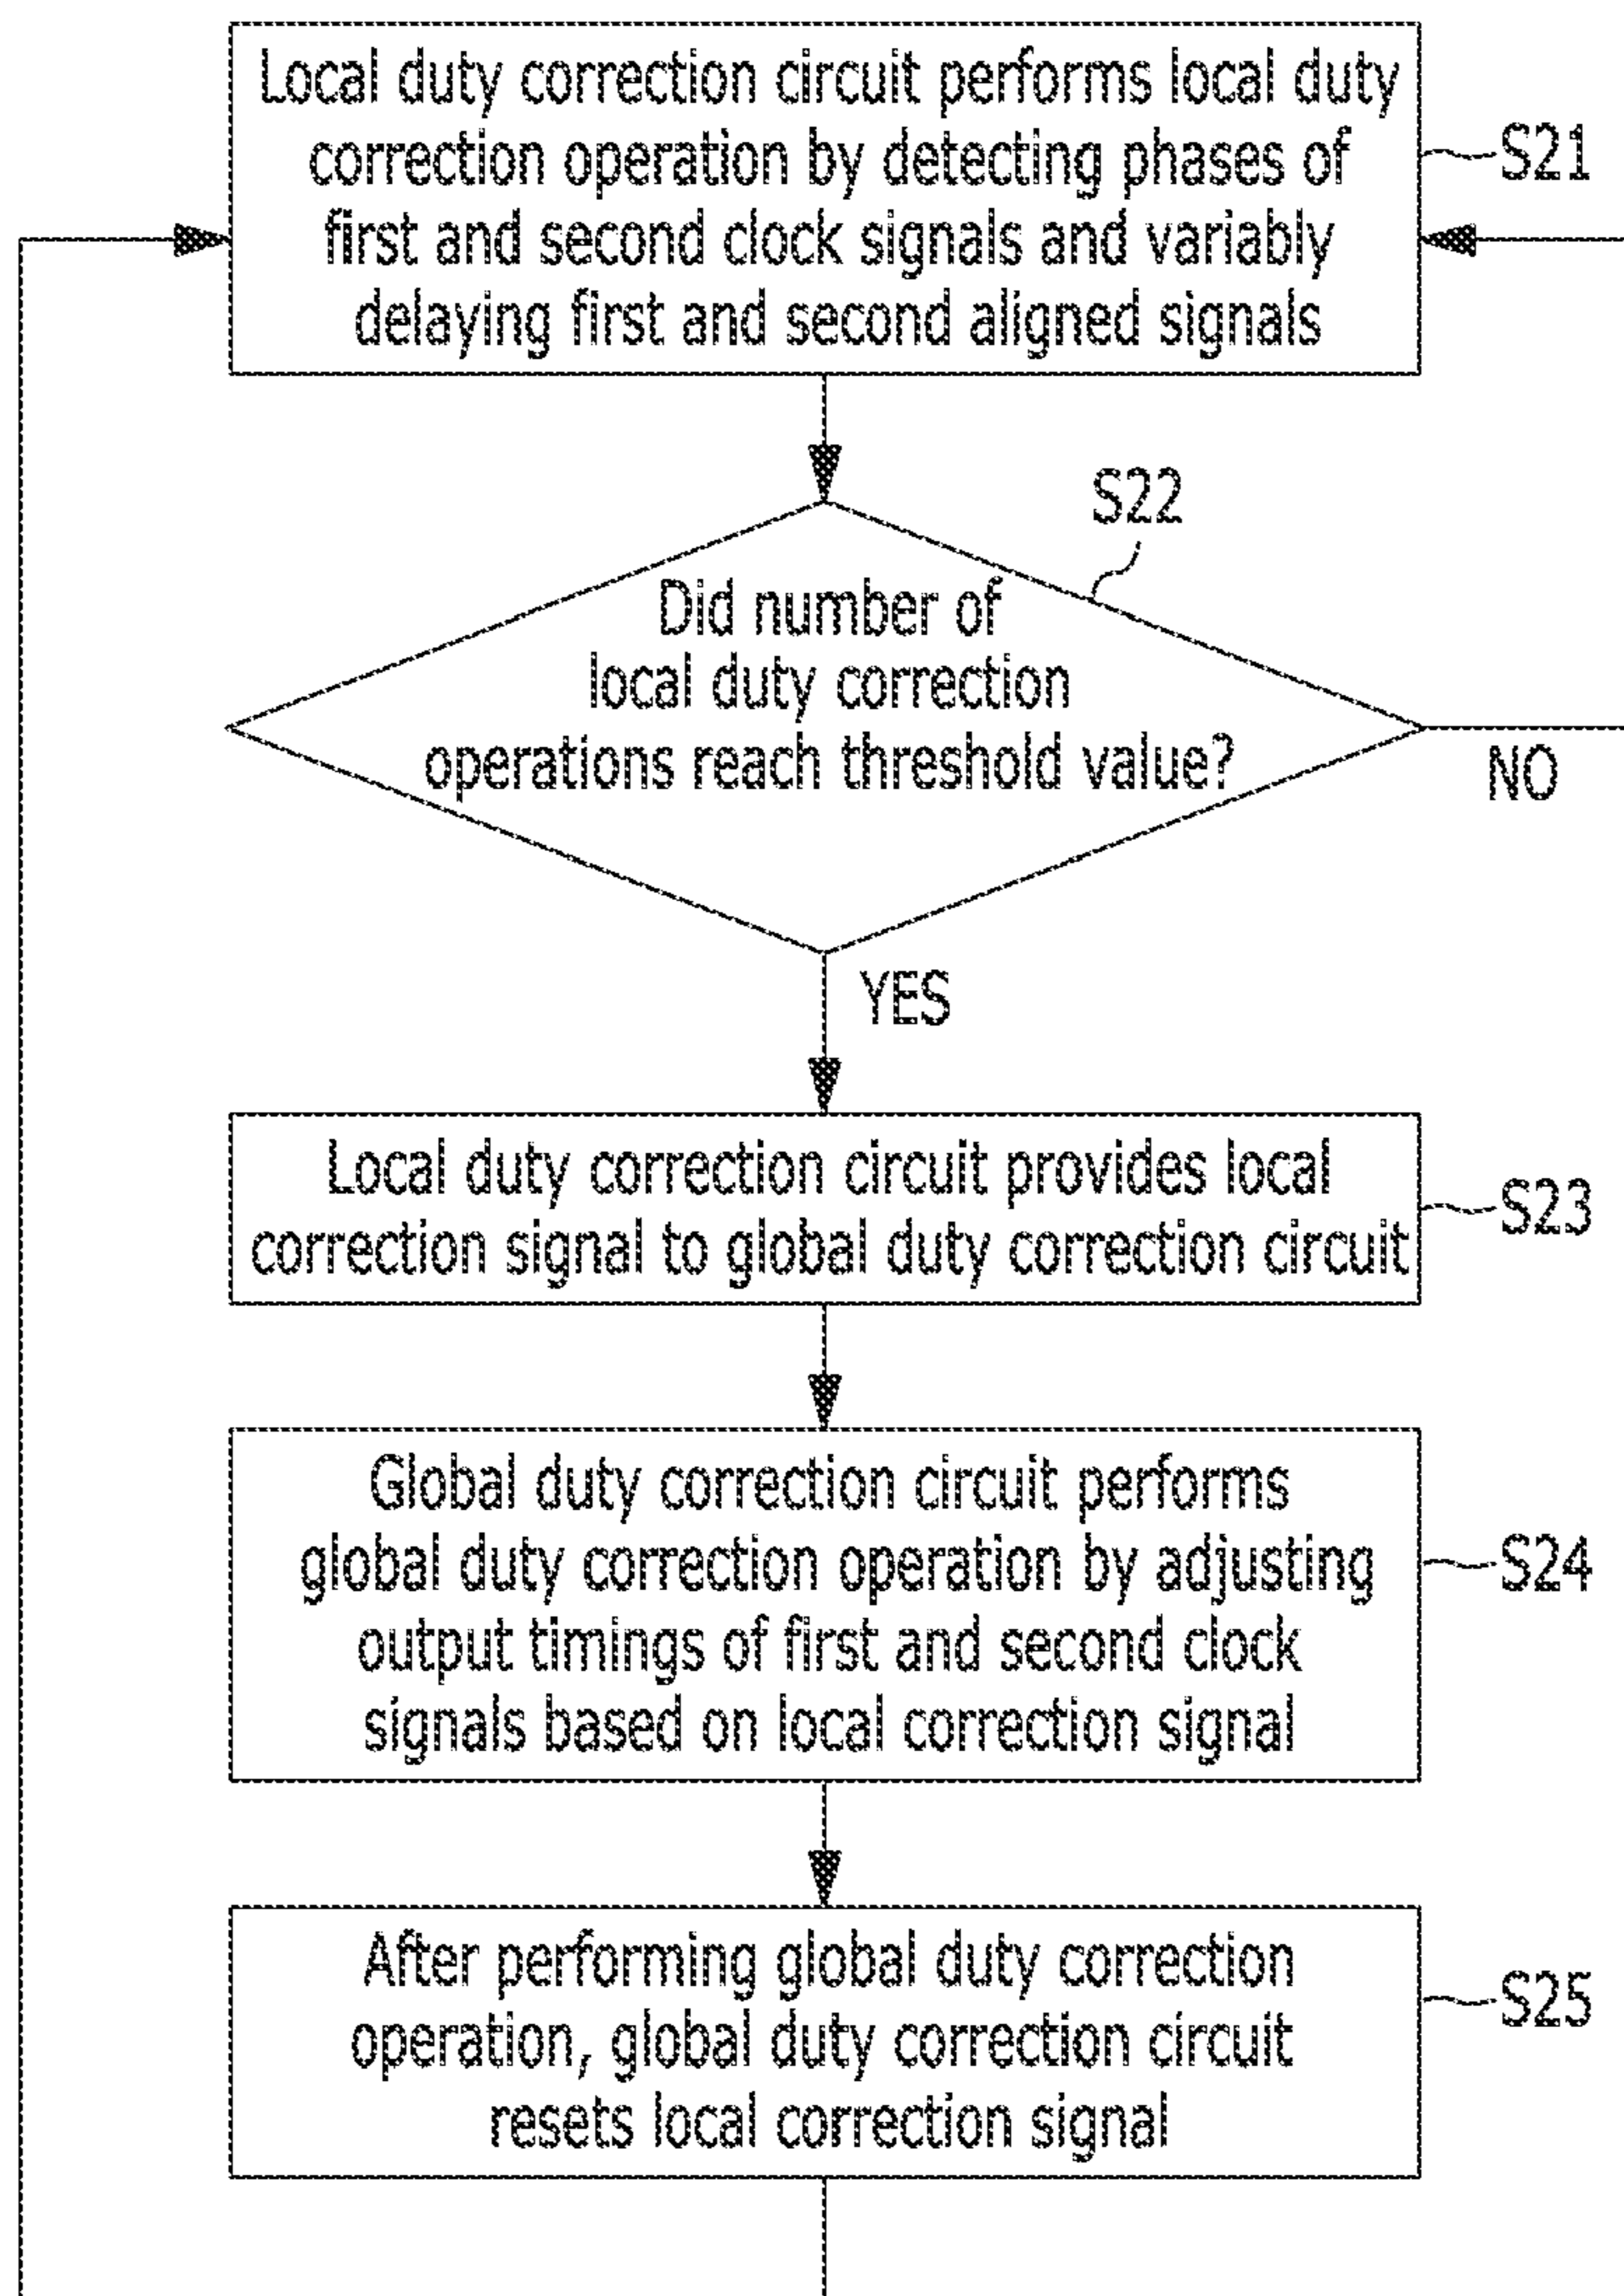 Local duty correction circuit performs local duty
correction operation by detecting phases of
first and second clock signals and variably
delaying first and second aligned signals
S21
S22
Did number of
local duty correction
operations reach threshold value?
NO
YES
Local duty correction circuit provides local
correction signal to global duty correction circuit
S23
Global duty correction circuit performs
global duty correction operation by adjusting
output timings of first and second clock
signals based on local correction signal
S24
After performing global duty correction
operation, global duty correction circuit
resets local correction signal
S25